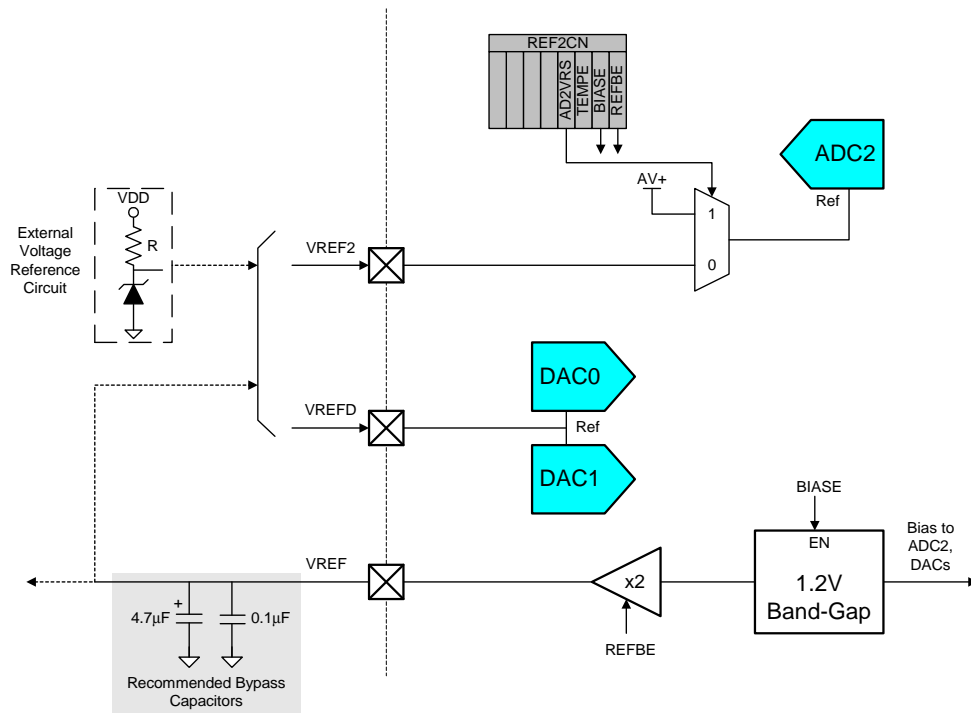 REF2CN
AD2VRS
TEMPE
BIASE
REFBE
ADC2
Ref
AV+
1
0
VDD
R
External
Voltage
Reference
Circuit
VREF2
DAC0
VREFD
Ref
DAC1
BIASE
EN
1.2V
Band-Gap
Bias to
ADC2,
DACs
VREF
x2
REFBE
+
4.7µF
0.1µF
Recommended Bypass
Capacitors